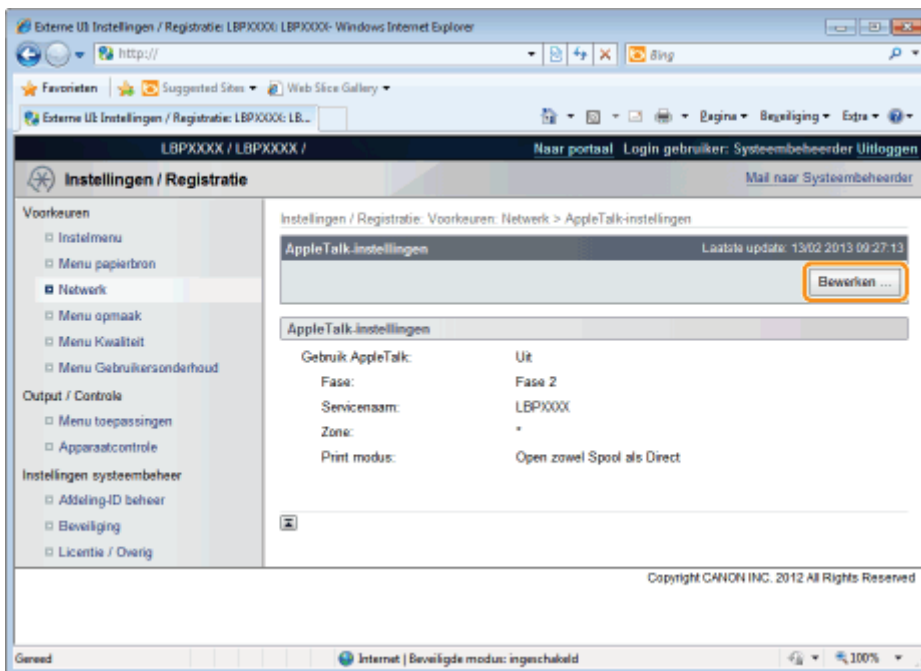 Externe UI: Instellingen / Registratie: LBPXXXX: LBPXXXX- Windows Internet Explorer
http://
Bing
Favorieten
Suggested Sites
Web Slice Gallery
Externe UI: Instellingen / Registratie: LBPXXXX: LB...
Pagina
Beveiliging
Extra
LBPXXXX / LBPXXXX /
Naar portaal Login gebruiker: Systeembeheerder Uitloggen
Instellingen / Registratie
Mail naar Systeembeheerder
Voorkeuren
Instelmenu
Menu papierbron
Netwerk
Menu opmaak
Menu Kwaliteit
Menu Gebruikersonderhoud
Output / Controle
Menu toepassingen
Apparaatcontrole
Instellingen systeembeheer
Afdeling-ID beheer
Beveiliging
Licentie / Overig
Instellingen / Registratie: Voorkeuren: Netwerk > AppleTalk-instellingen
AppleTalk-instellingen
Laatste update: 13/02 2013 09:27:13
Bewerken ...
AppleTalk-instellingen
Gebruik AppleTalk: Uit
Fase: Fase 2
Servicenaam: LBPXXXX
Zone: *
Print modus: Open zowel Spool als Direct
Copyright CANON INC. 2012 All Rights Reserved
Gereed
Internet | Beveiligde modus: ingeschakeld
100%